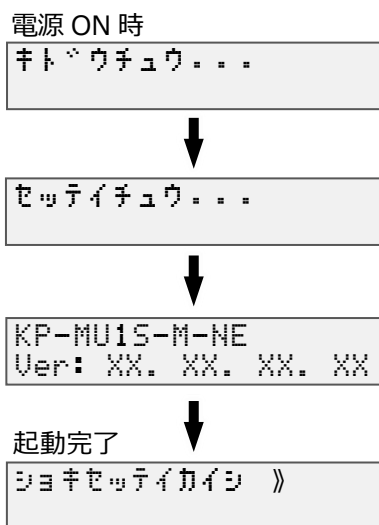 電源 ON 時
キドウチュウ...
セッテイチュウ...
KP-MU1S-M-NE
Ver: XX. XX. XX. XX
起動完了
ショキセッテイカイシ 》